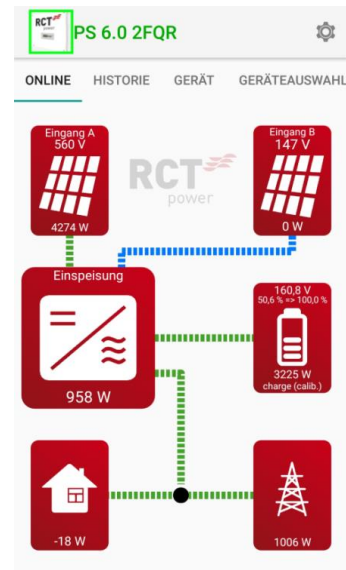 RCT
power
PS 6.0 2FQR
ONLINE HISTORIE GERÄT GERÄTEAUSWAHL
Eingang A
560 V
4274 W
RCT
power
Eingang B
147 V
0 W
Einspeisung
958 W
160,8 V
50,6 % => 100,0 %
3225 W
charge (calib.)
-18 W
1006 W